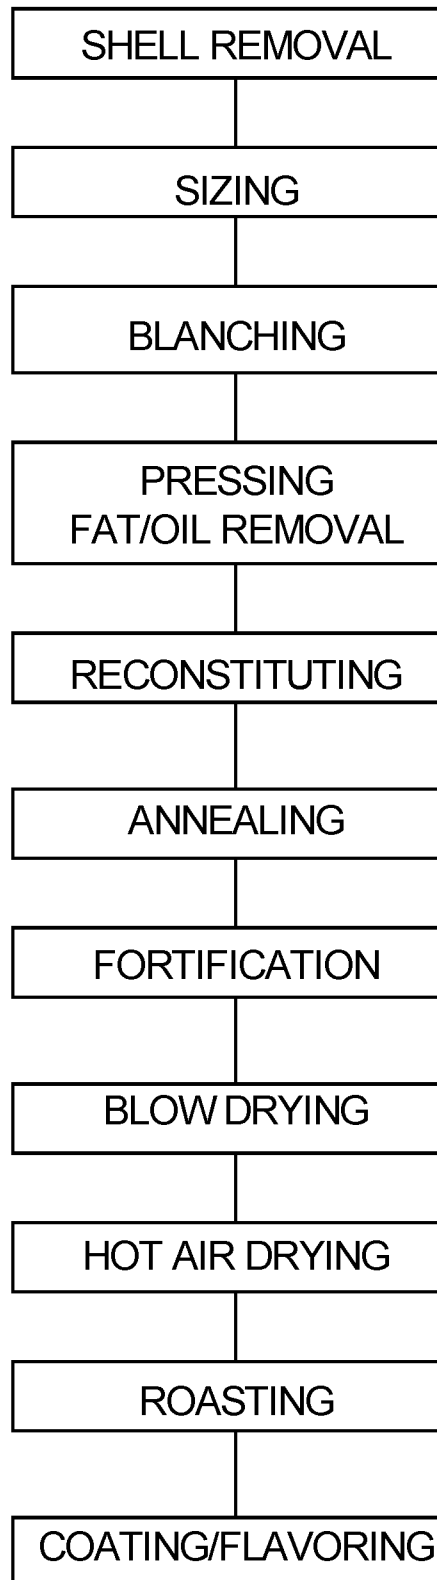 SHELL REMOVAL
SIZING
BLANCHING
PRESSING
FAT/OIL REMOVAL
RECONSTITUTING
ANNEALING
FORTIFICATION
BLOW DRYING
HOT AIR DRYING
ROASTING
COATING/FLAVORING